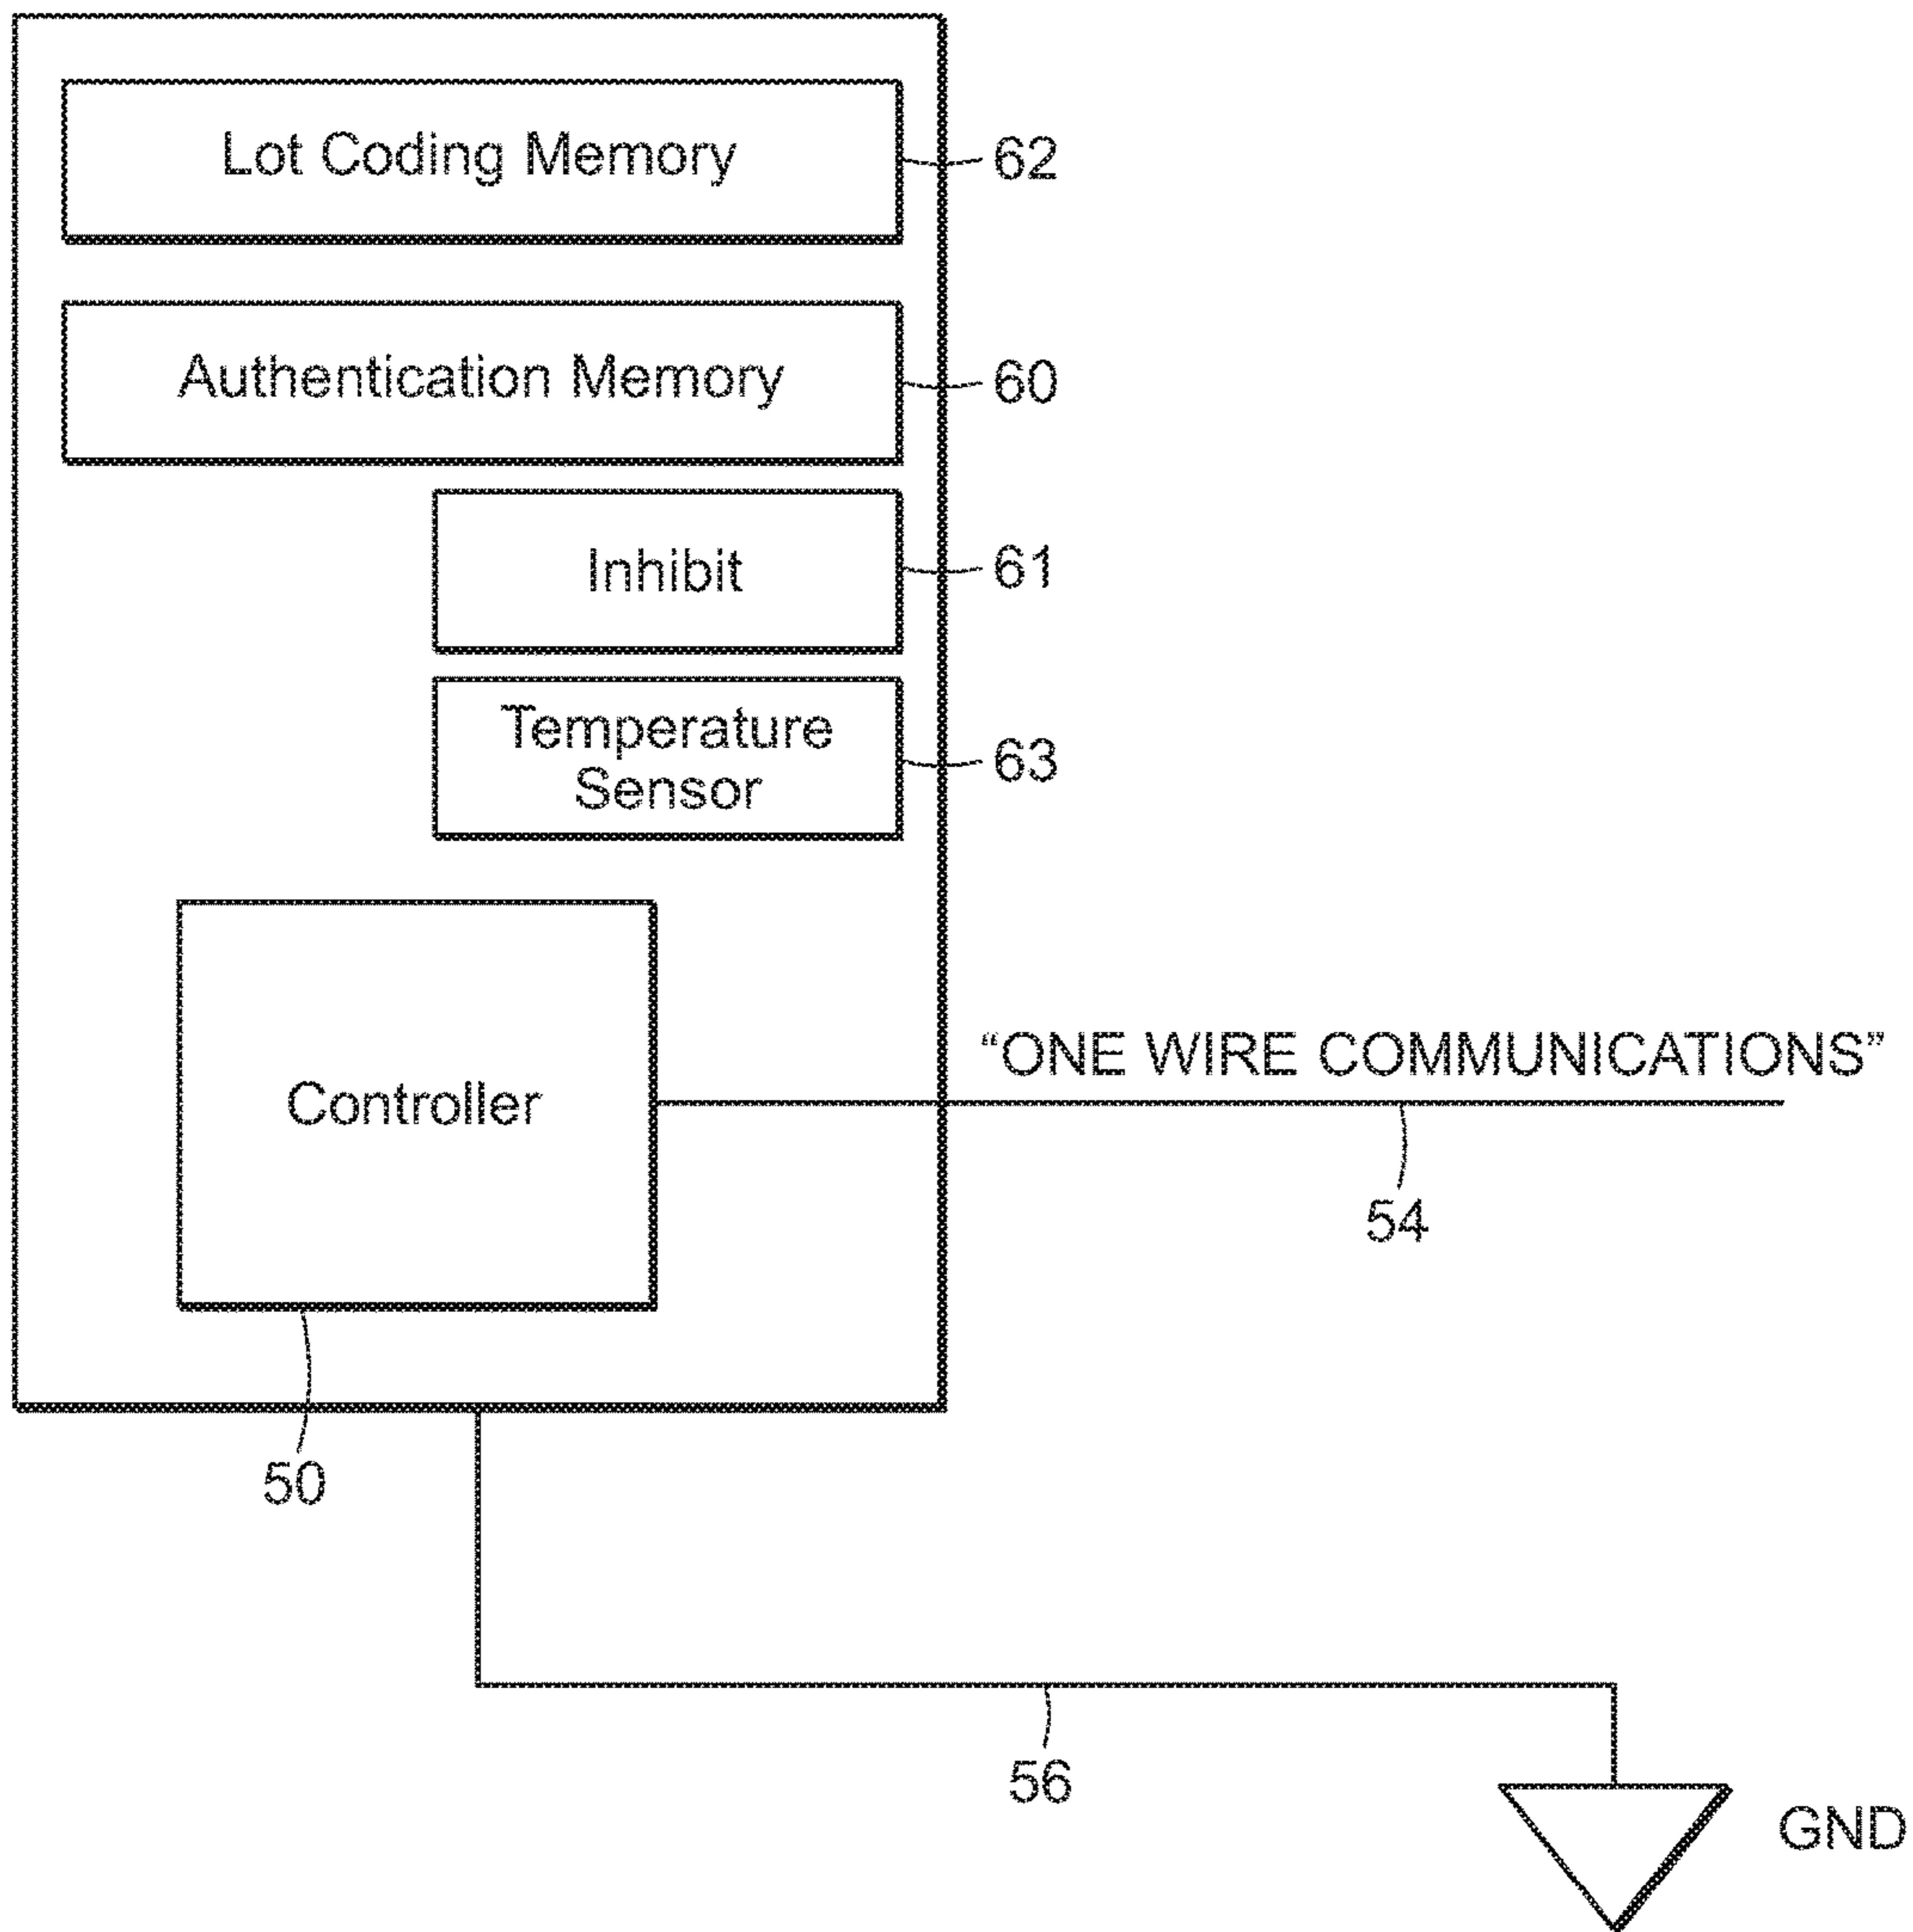 Lot Coding Memory
62
Authentication Memory
60
Inhibit
61
Temperature
Sensor
63
Controller
“ONE WIRE COMMUNICATIONS”
54
50
56
GND